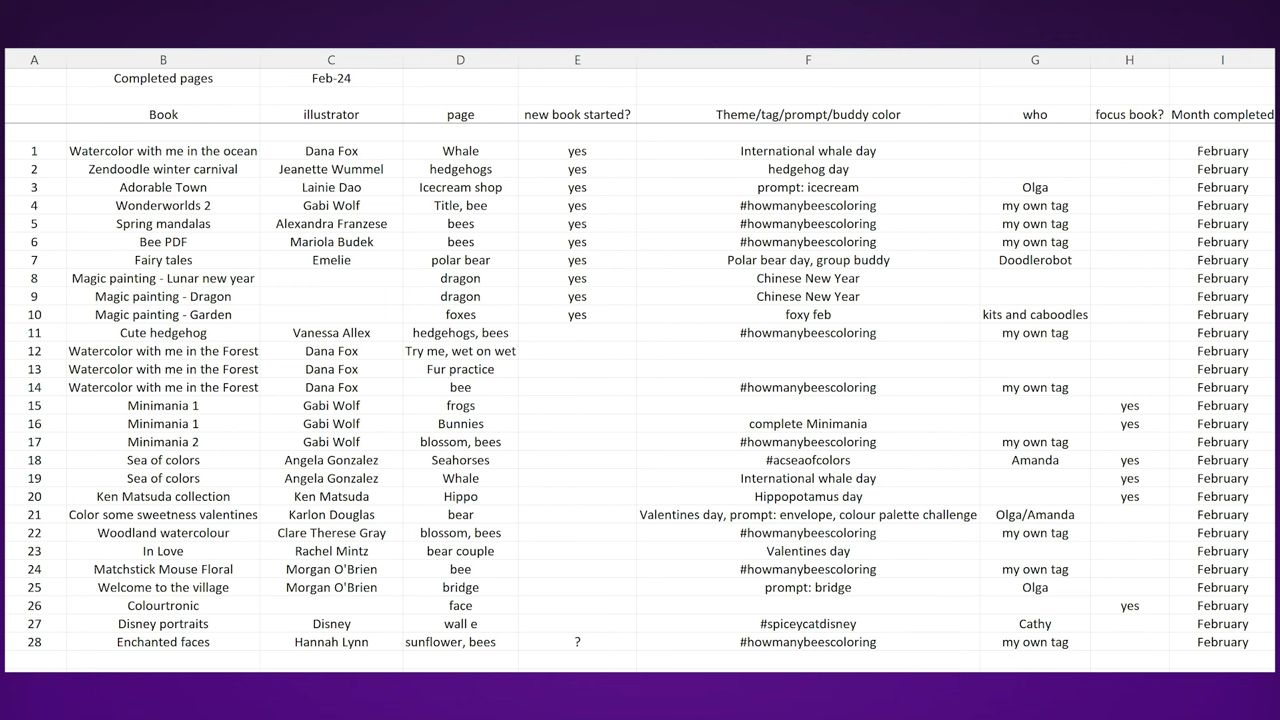 A B C D E F G H I
Completed pages Feb-24
Book illustrator page new book started? Theme/tag/prompt/buddy color who focus book? Month completed
1 Watercolor with me in the ocean Dana Fox Whale yes International whale day February
2 Zendoodle winter carnival Jeanette Wummel hedgehogs yes hedgehog day February
3 Adorable Town Lainie Dao Icecream shop yes prompt: icecream Olga February
4 Wonderworlds 2 Gabi Wolf Title, bee yes #howmanybeescoloring my own tag February
5 Spring mandalas Alexandra Franzese bees yes #howmanybeescoloring my own tag February
6 Bee PDF Mariola Budek bees yes #howmanybeescoloring my own tag February
7 Fairy tales Emelie polar bear yes Polar bear day, group buddy Doodlerobot February
8 Magic painting - Lunar new year dragon yes Chinese New Year February
9 Magic painting - Dragon dragon yes Chinese New Year February
10 Magic painting - Garden foxes yes foxy feb kits and caboodles February
11 Cute hedgehog Vanessa Allex hedgehogs, bees #howmanybeescoloring my own tag February
12 Watercolor with me in the Forest Dana Fox Try me, wet on wet February
13 Watercolor with me in the Forest Dana Fox Fur practice February
14 Watercolor with me in the Forest Dana Fox bee #howmanybeescoloring my own tag February
15 Minimania 1 Gabi Wolf frogs yes February
16 Minimania 1 Gabi Wolf Bunnies complete Minimania yes February
17 Minimania 2 Gabi Wolf blossom, bees #howmanybeescoloring my own tag February
18 Sea of colors Angela Gonzalez Seahorses #acseaofcolors Amanda yes February
19 Sea of colors Angela Gonzalez Whale International whale day yes February
20 Ken Matsuda collection Ken Matsuda Hippo Hippopotamus day yes February
21 Color some sweetness valentines Karlon Douglas bear Valentines day, prompt: envelope, colour palette challenge Olga/Amanda February
22 Woodland watercolour Clare Therese Gray blossom, bees #howmanybeescoloring my own tag February
23 In Love Rachel Mintz bear couple Valentines day February
24 Matchstick Mouse Floral Morgan O'Brien bee #howmanybeescoloring my own tag February
25 Welcome to the village Morgan O'Brien bridge prompt: bridge Olga February
26 Colourtronic face yes February
27 Disney portraits Disney wall e #spiceycatdisney Cathy February
28 Enchanted faces Hannah Lynn sunflower, bees ? #howmanybeescoloring my own tag February